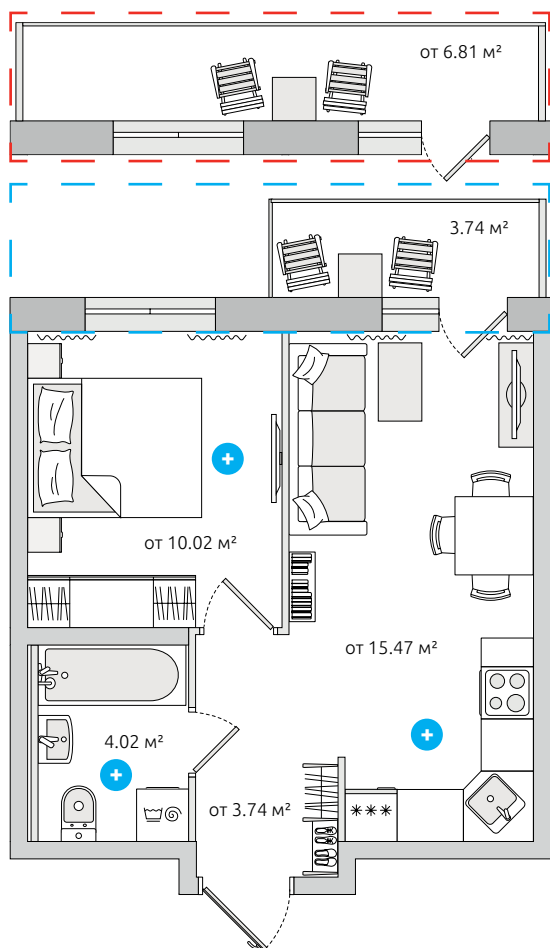 от 6.81 м²
3.74 м²
от 10.02 м²
от 15.47 м²
4.02 м²
от 3.74 м²